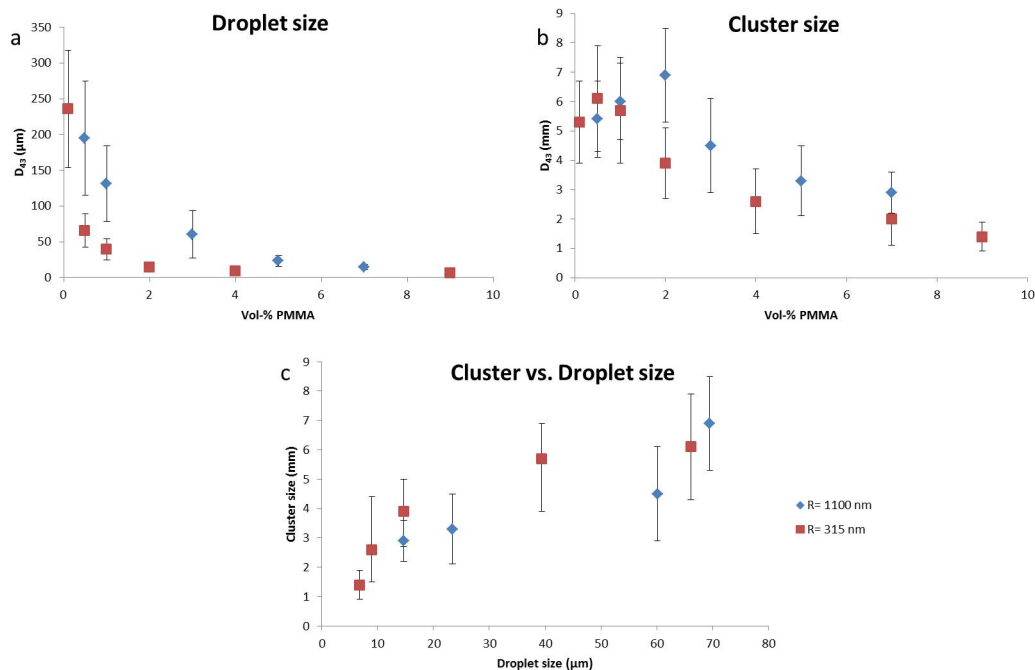 a
Droplet size
350
300
250
200
150
100
50
0
D₄₃ (µm)
0 2 4 6 8 10
Vol-% PMMA
b
Cluster size
9
8
7
6
5
4
3
2
1
0
D₄₃ (mm)
0 2 4 6 8 10
Vol-% PMMA
c
Cluster vs. Droplet size
9
8
7
6
5
4
3
2
1
0
Cluster size (mm)
0 10 20 30 40 50 60 70 80
Droplet size (µm)
R= 1100 nm
R= 315 nm